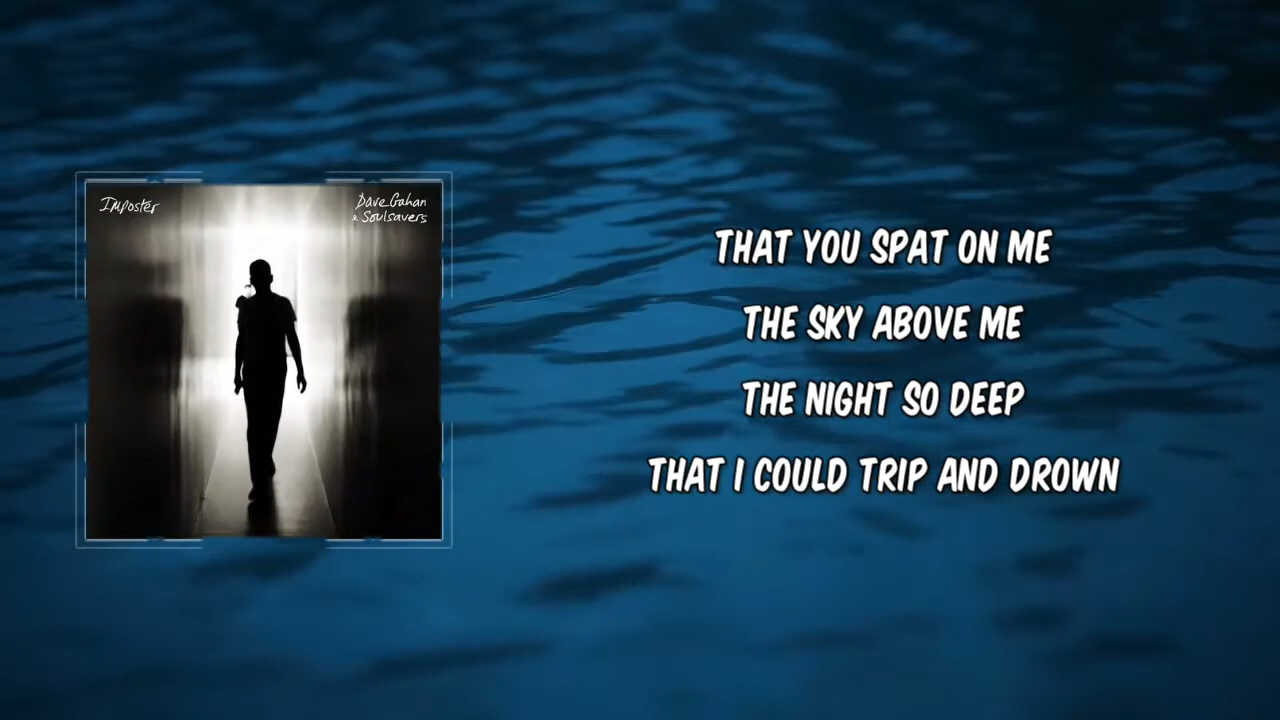 Imposter
Dave Gahan
& Soulsavers
THAT YOU SPAT ON ME
THE SKY ABOVE ME
THE NIGHT SO DEEP
THAT I COULD TRIP AND DROWN